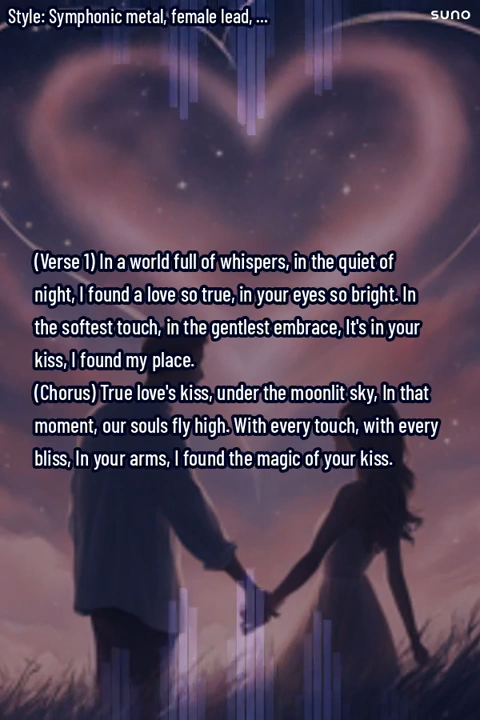 Style: Symphonic metal, female lead, ...
SUNO
(Verse 1) In a world full of whispers, in the quiet of
night, I found a love so true, in your eyes so bright. In
the softest touch, in the gentlest embrace, It's in your
kiss, I found my place.
(Chorus) True love's kiss, under the moonlit sky, In that
moment, our souls fly high. With every touch, with every
bliss, In your arms, I found the magic of your kiss.